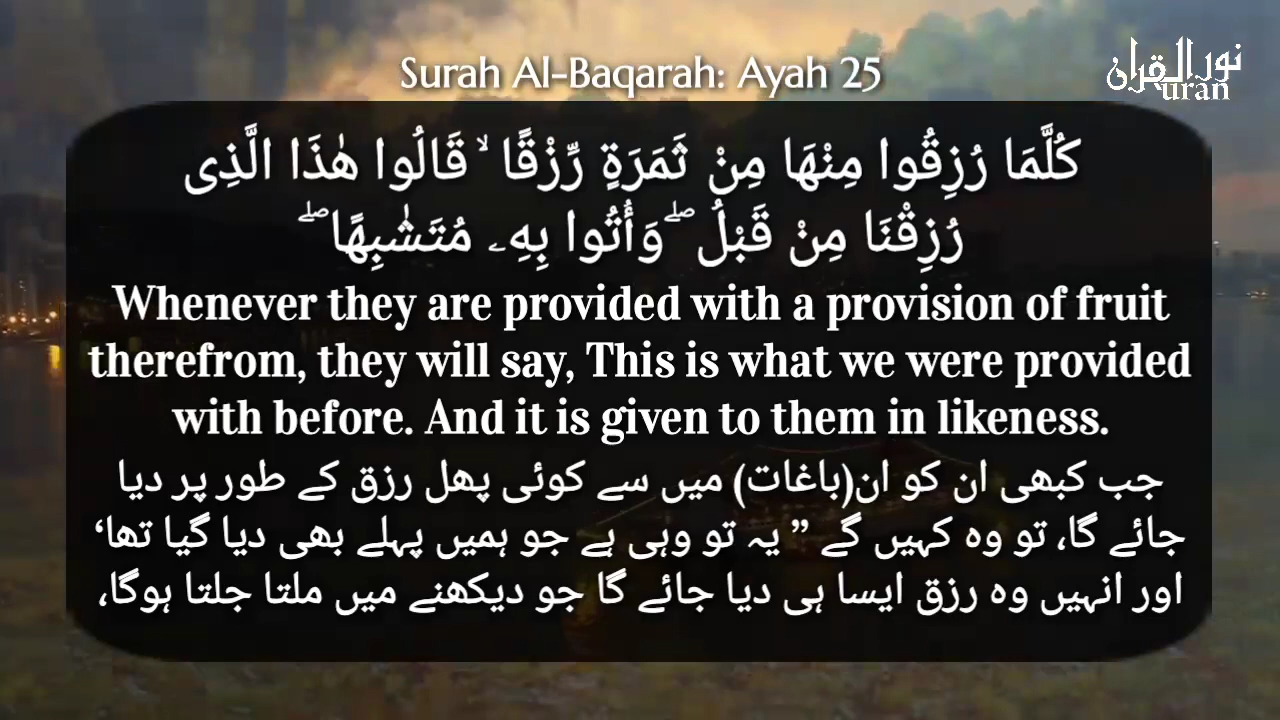 Surah Al-Baqarah: Ayah 25
نور القرآن
uran
كُلَّمَا رُزِقُوا مِنْهَا مِنْ ثَمَرَةٍ رِّزْقًا ۙ قَالُوا هٰذَا الَّذِى
رُزِقْنَا مِنْ قَبْلُ ۖ وَأُتُوا بِهِۦ مُتَشٰبِهًا ۖ
Whenever they are provided with a provision of fruit
therefrom, they will say, This is what we were provided
with before. And it is given to them in likeness.
جب کبھی ان کو ان(باغات) میں سے کوئی پھل رزق کے طور پر دیا
جائے گا، تو وہ کہیں گے ” یہ تو وہی ہے جو ہمیں پہلے بھی دیا گیا تھا‘
اور انہیں وہ رزق ایسا ہی دیا جائے گا جو دیکھنے میں ملتا جلتا ہوگا،